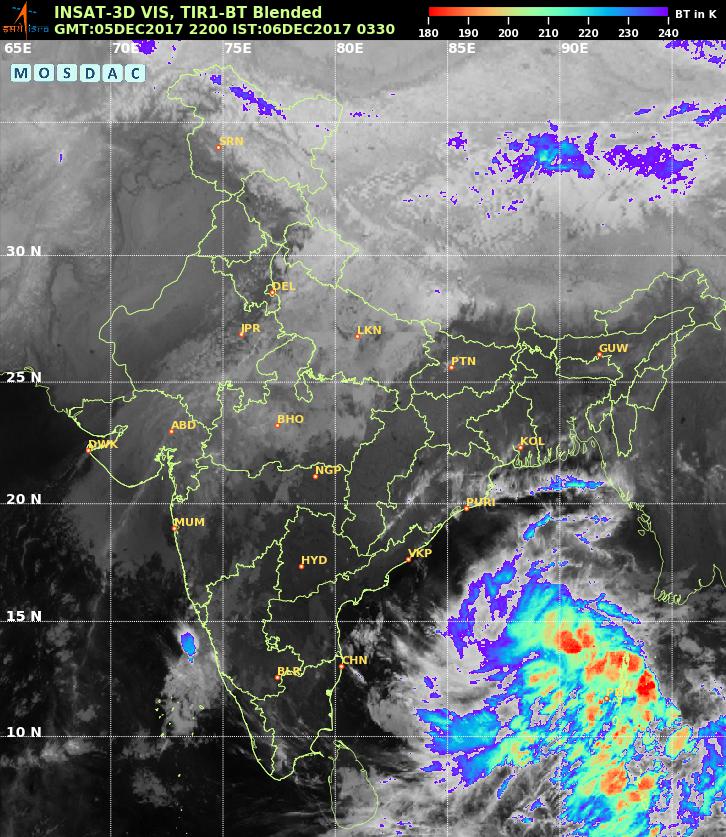 INSAT-3D VIS, TIR1-BT Blended
GMT:05DEC2017 2200 IST:06DEC2017 0330
BT in K
180 190 200 210 220 230 240
65E 70E 75E 80E 85E 90E
M O S D A C
SRN
30 N
DEL
JPR LKN
GUW
PTN
25 N
BHO
ABD
KOL
DWK
NGP
20 N
PURI
MUM
VKP
HYD
15 N
CHN
BLR
10 N